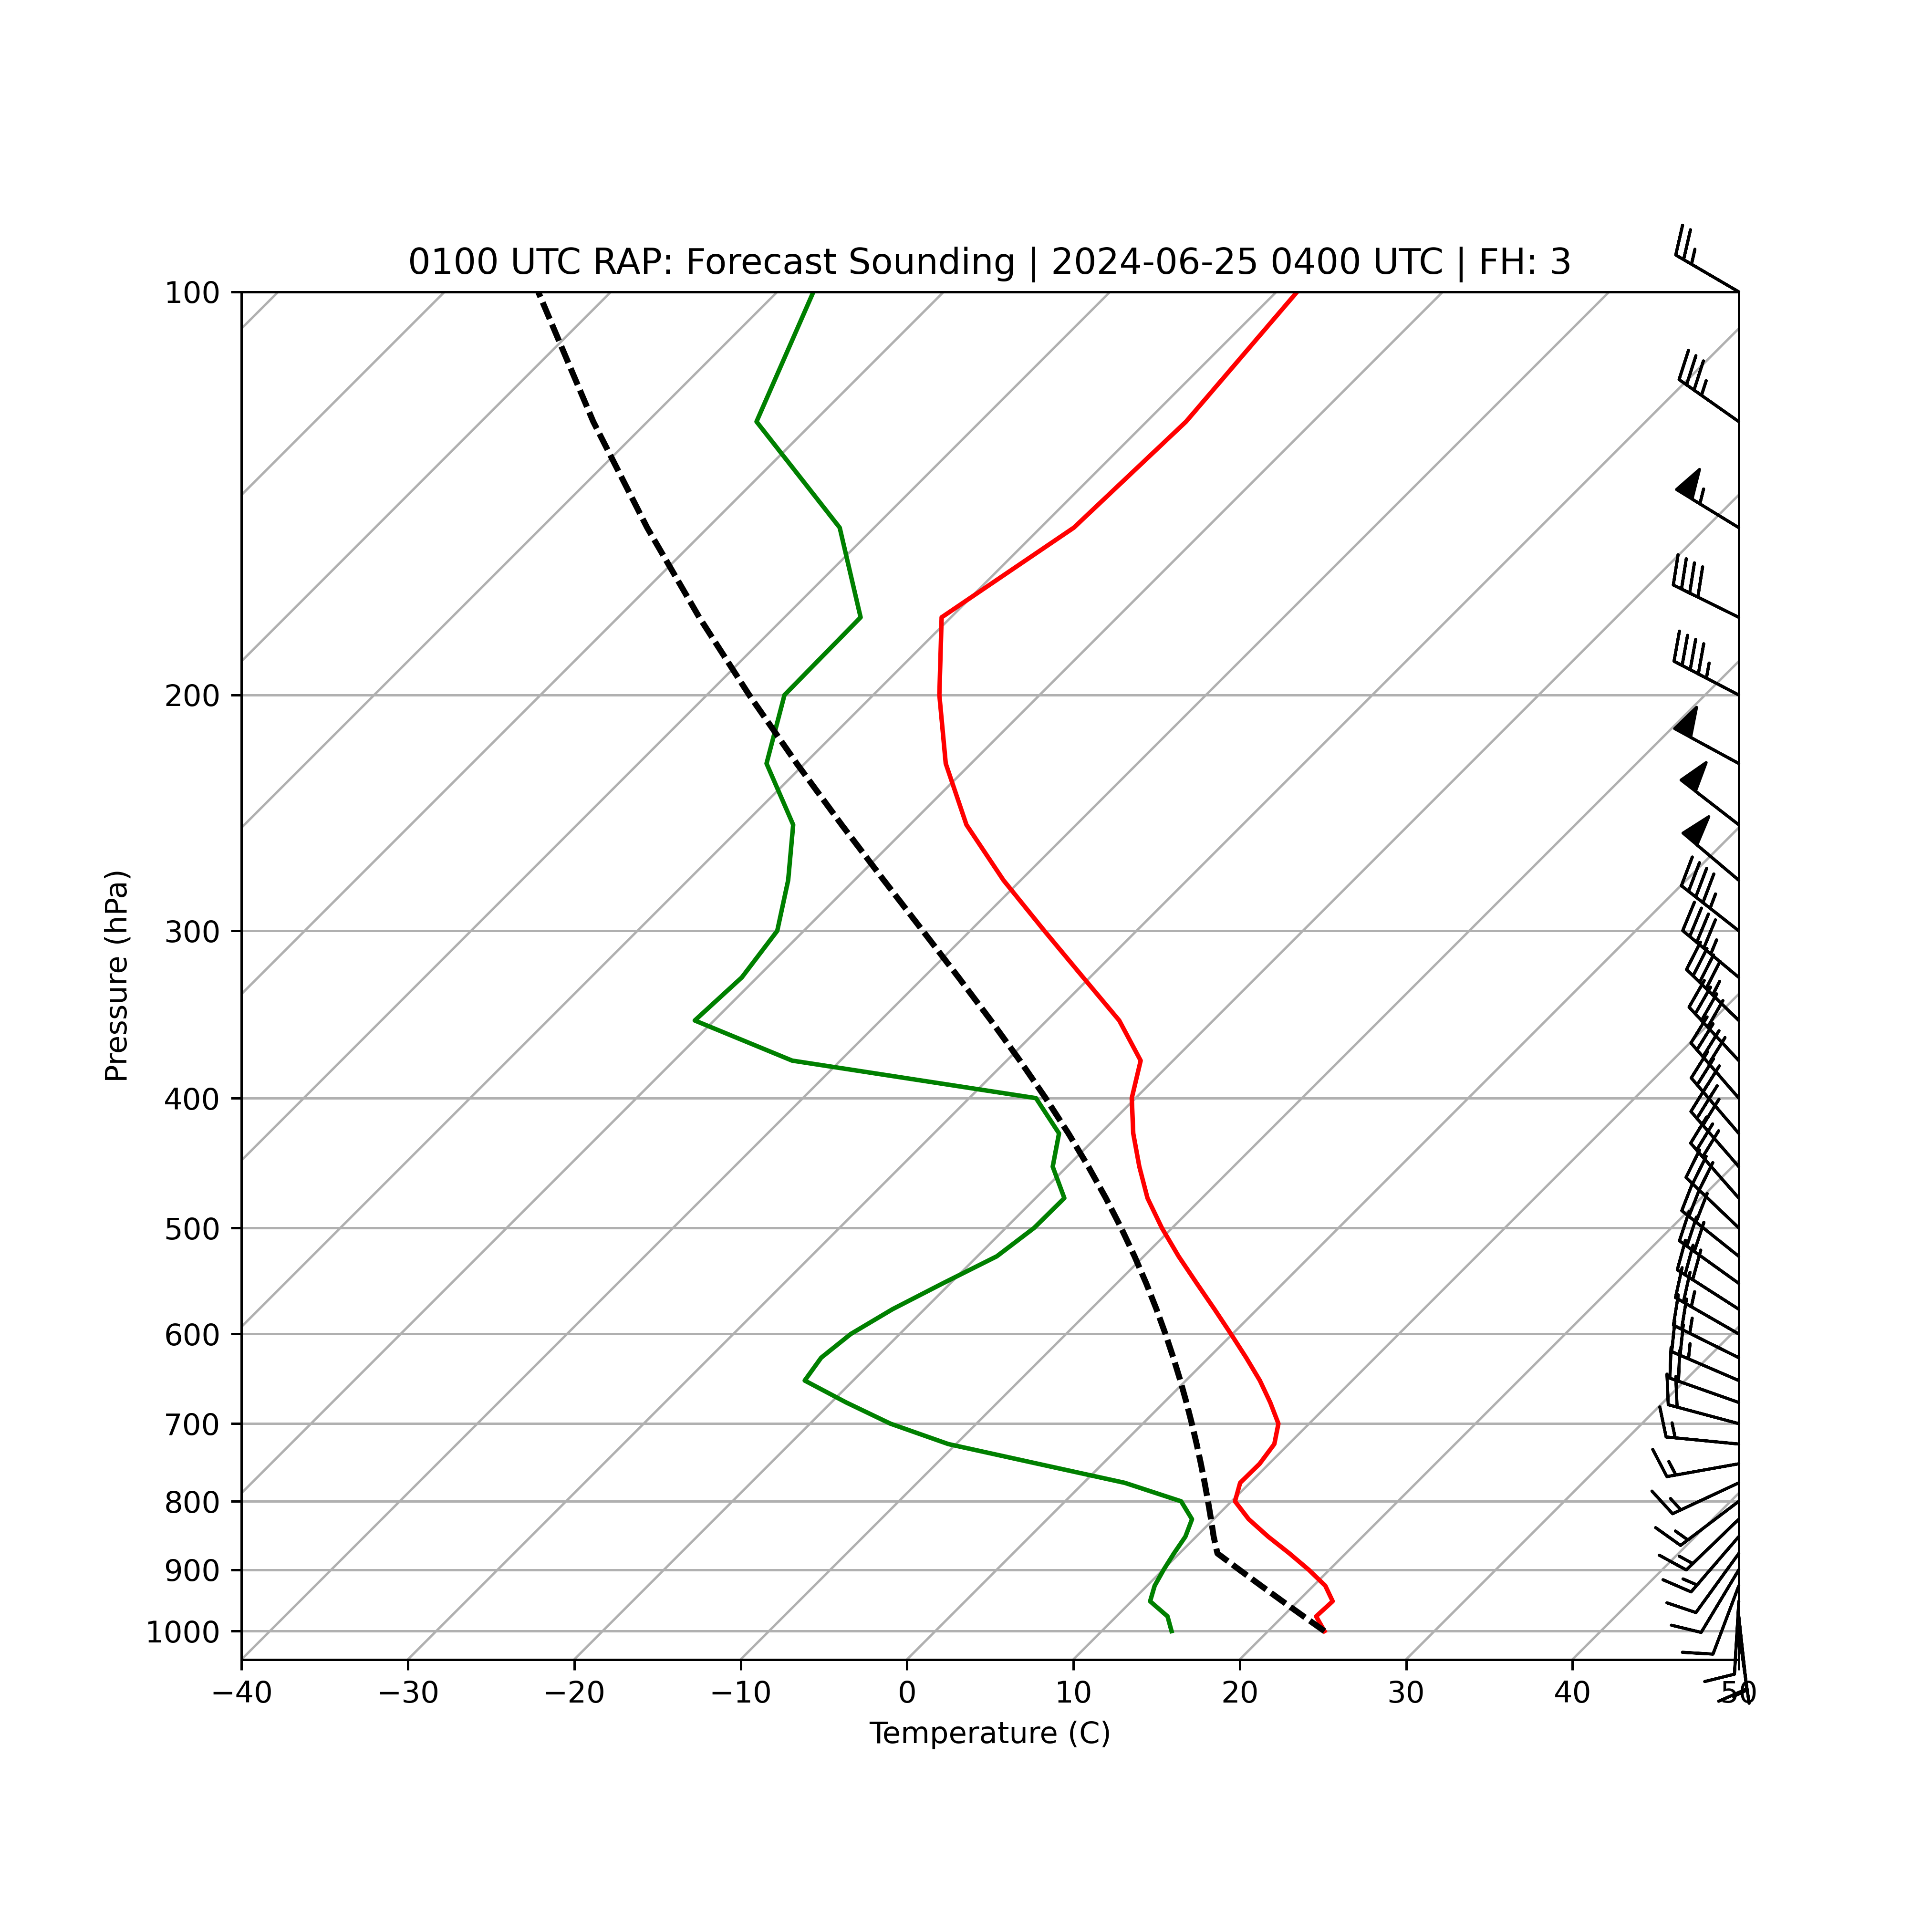 0100 UTC RAP: Forecast Sounding | 2024-06-25 0400 UTC | FH: 3
100
200
300
400
500
600
700
800
900
1000
Pressure (hPa)
−40 −30 −20 −10 0 10 20 30 40 50
Temperature (C)